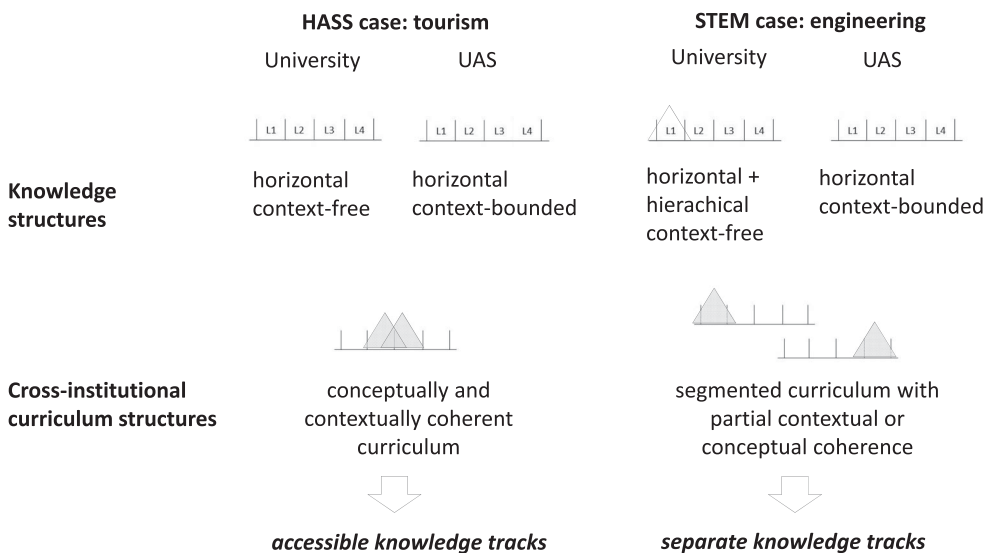 HASS case: tourism
STEM case: engineering
University
UAS
University
UAS
L1 L2 L3 L4
L1 L2 L3 L4
L1 L2 L3 L4
L1 L2 L3 L4
Knowledge
structures
horizontal
context-free
horizontal
context-bounded
horizontal +
hierachical
context-free
horizontal
context-bounded
Cross-institutional
curriculum structures
conceptually and
contextually coherent
curriculum
segmented curriculum with
partial contextual or
conceptual coherence
accessible knowledge tracks
separate knowledge tracks